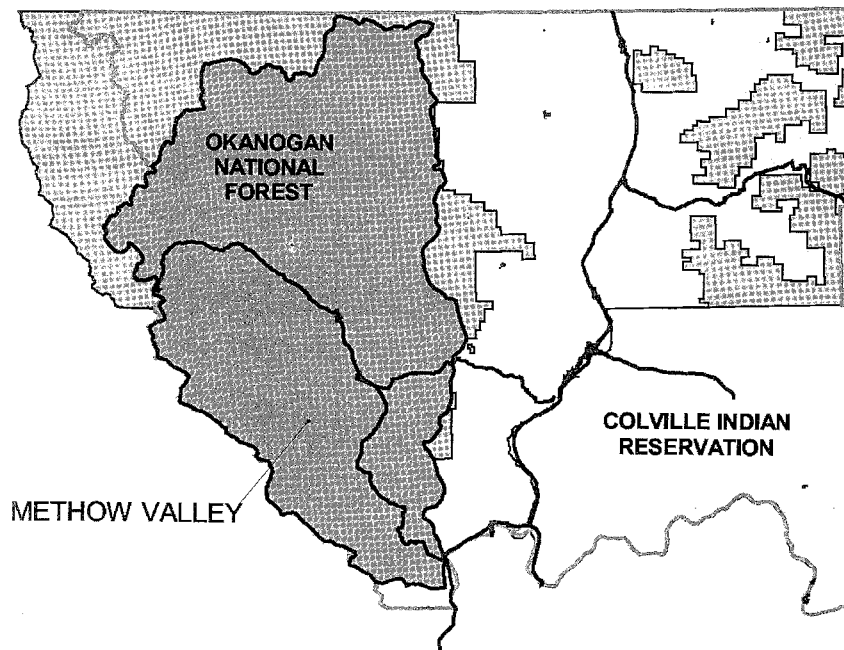 OKANOGAN
NATIONAL
FOREST
COLVILLE INDIAN
RESERVATION
METHOW VALLEY